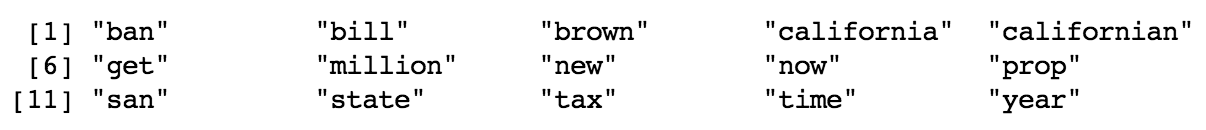 [1] "ban" "bill" "brown" "california" "californian"
[6] "get" "million" "new" "now" "prop"
[11] "san" "state" "tax" "time" "year"